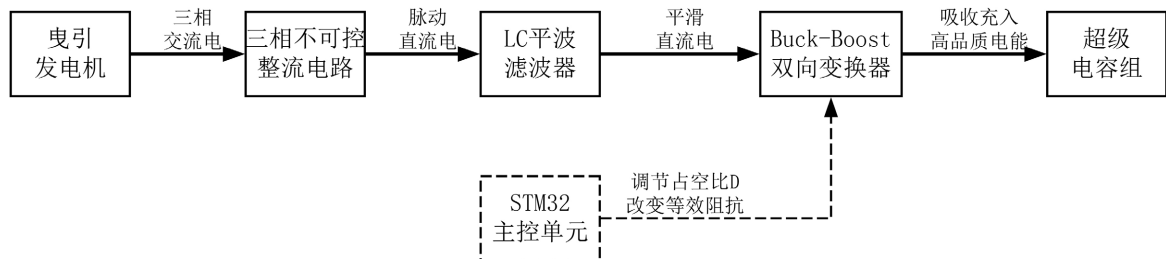 曳引
发电机
三相
交流电
三相不可控
整流电路
脉动
直流电
LC平波
滤波器
平滑
直流电
Buck-Boost
双向变换器
吸收充入
高品质电能
超级
电容组
STM32
主控单元
调节占空比D
改变等效阻抗